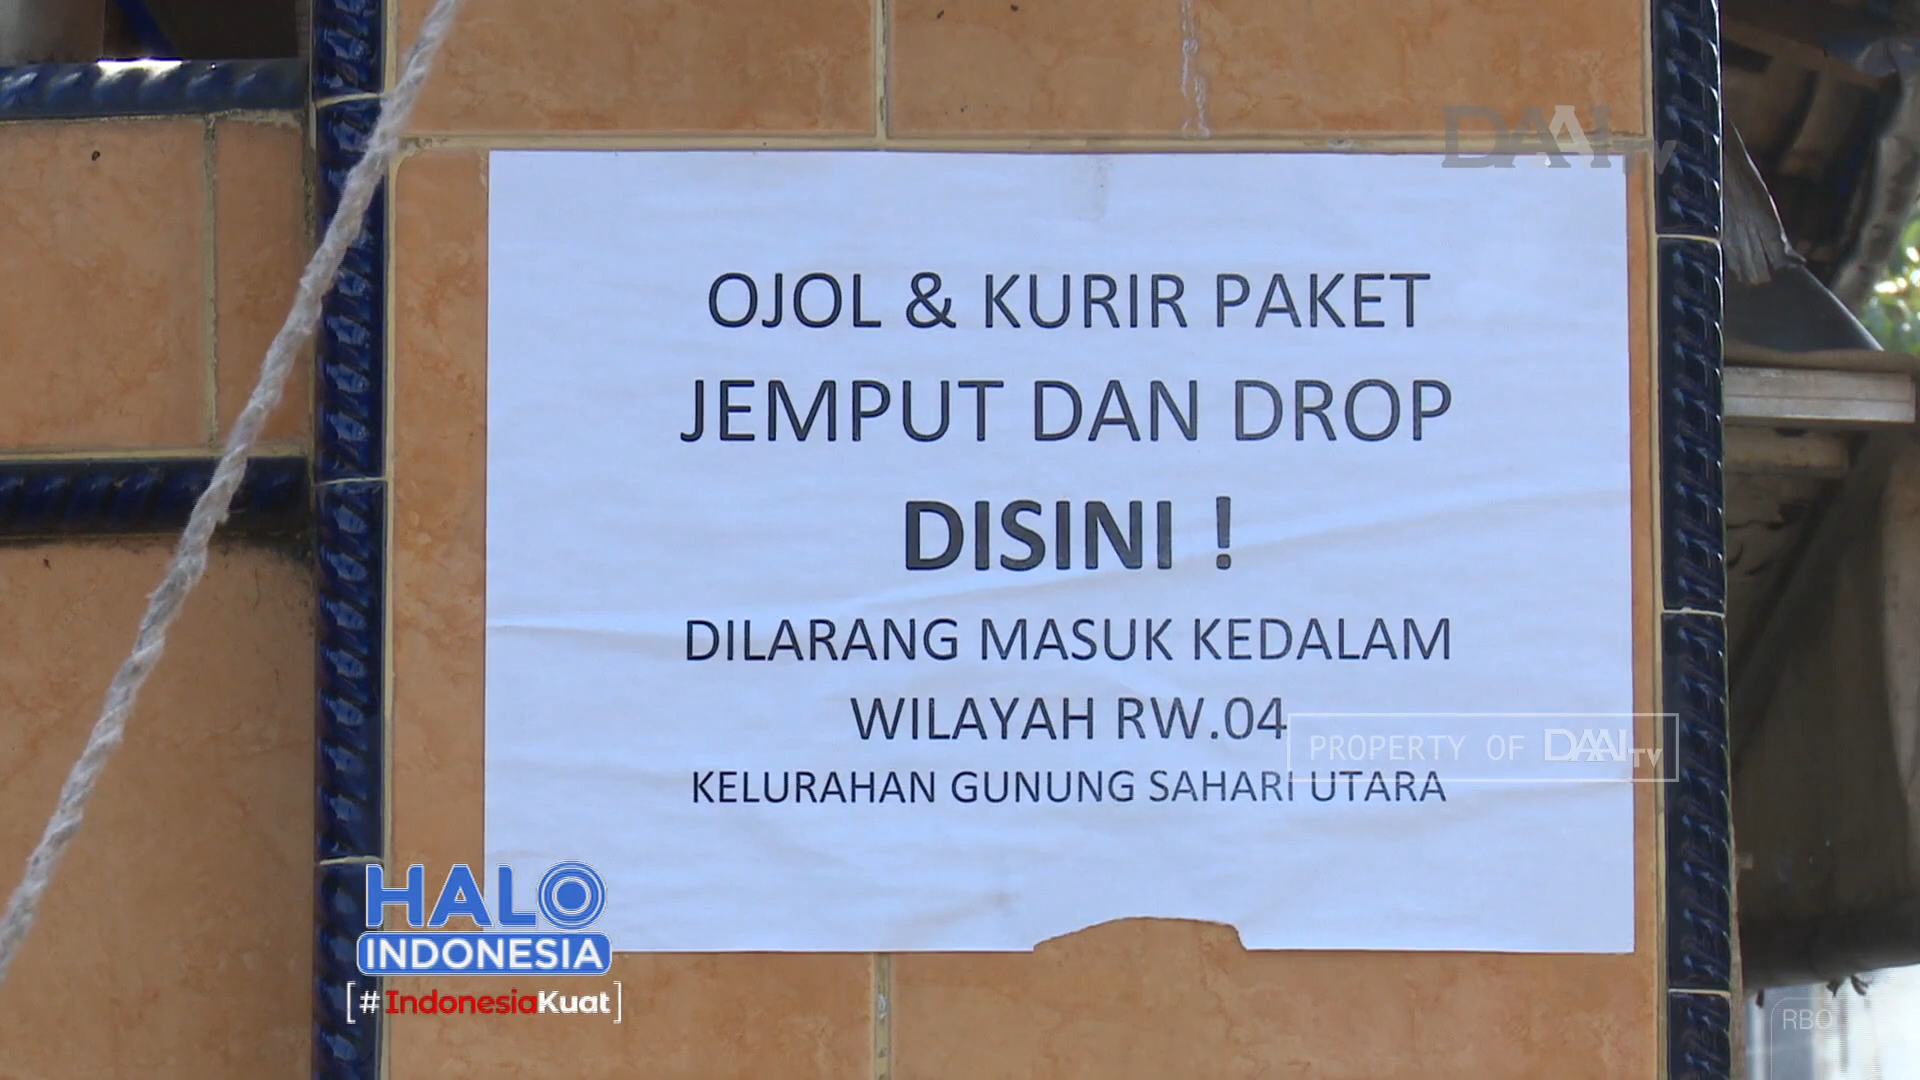 DAAI TV
OJOL & KURIR PAKET
JEMPUT DAN DROP
DISINI !
DILARANG MASUK KEDALAM
WILAYAH RW.04
PROPERTY OF DAAI TV
KELURAHAN GUNUNG SAHARI UTARA
HALO
INDONESIA
[#IndonesiaKuat]
RBO